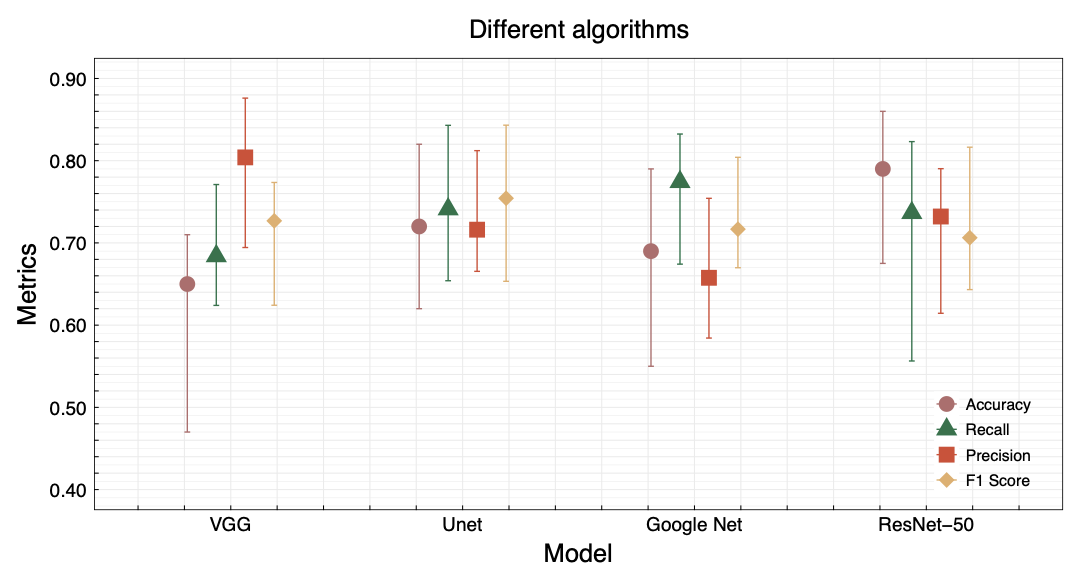 Different algorithms
Metrics
0.90
0.80
0.70
0.60
0.50
0.40
Accuracy
Recall
Precision
F1 Score
VGG
Unet
Google Net
ResNet–50
Model